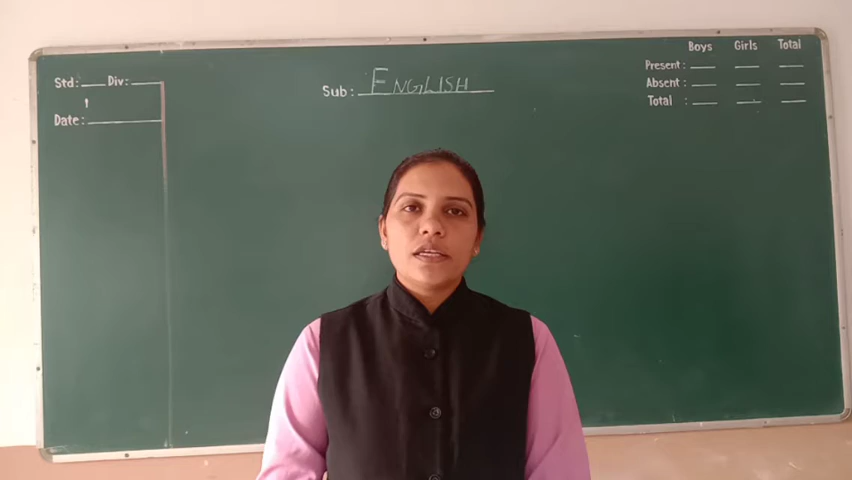 Std: Div:
Date:
Sub: ENGLISH
Boys Girls Total
Present:
Absent:
Total :